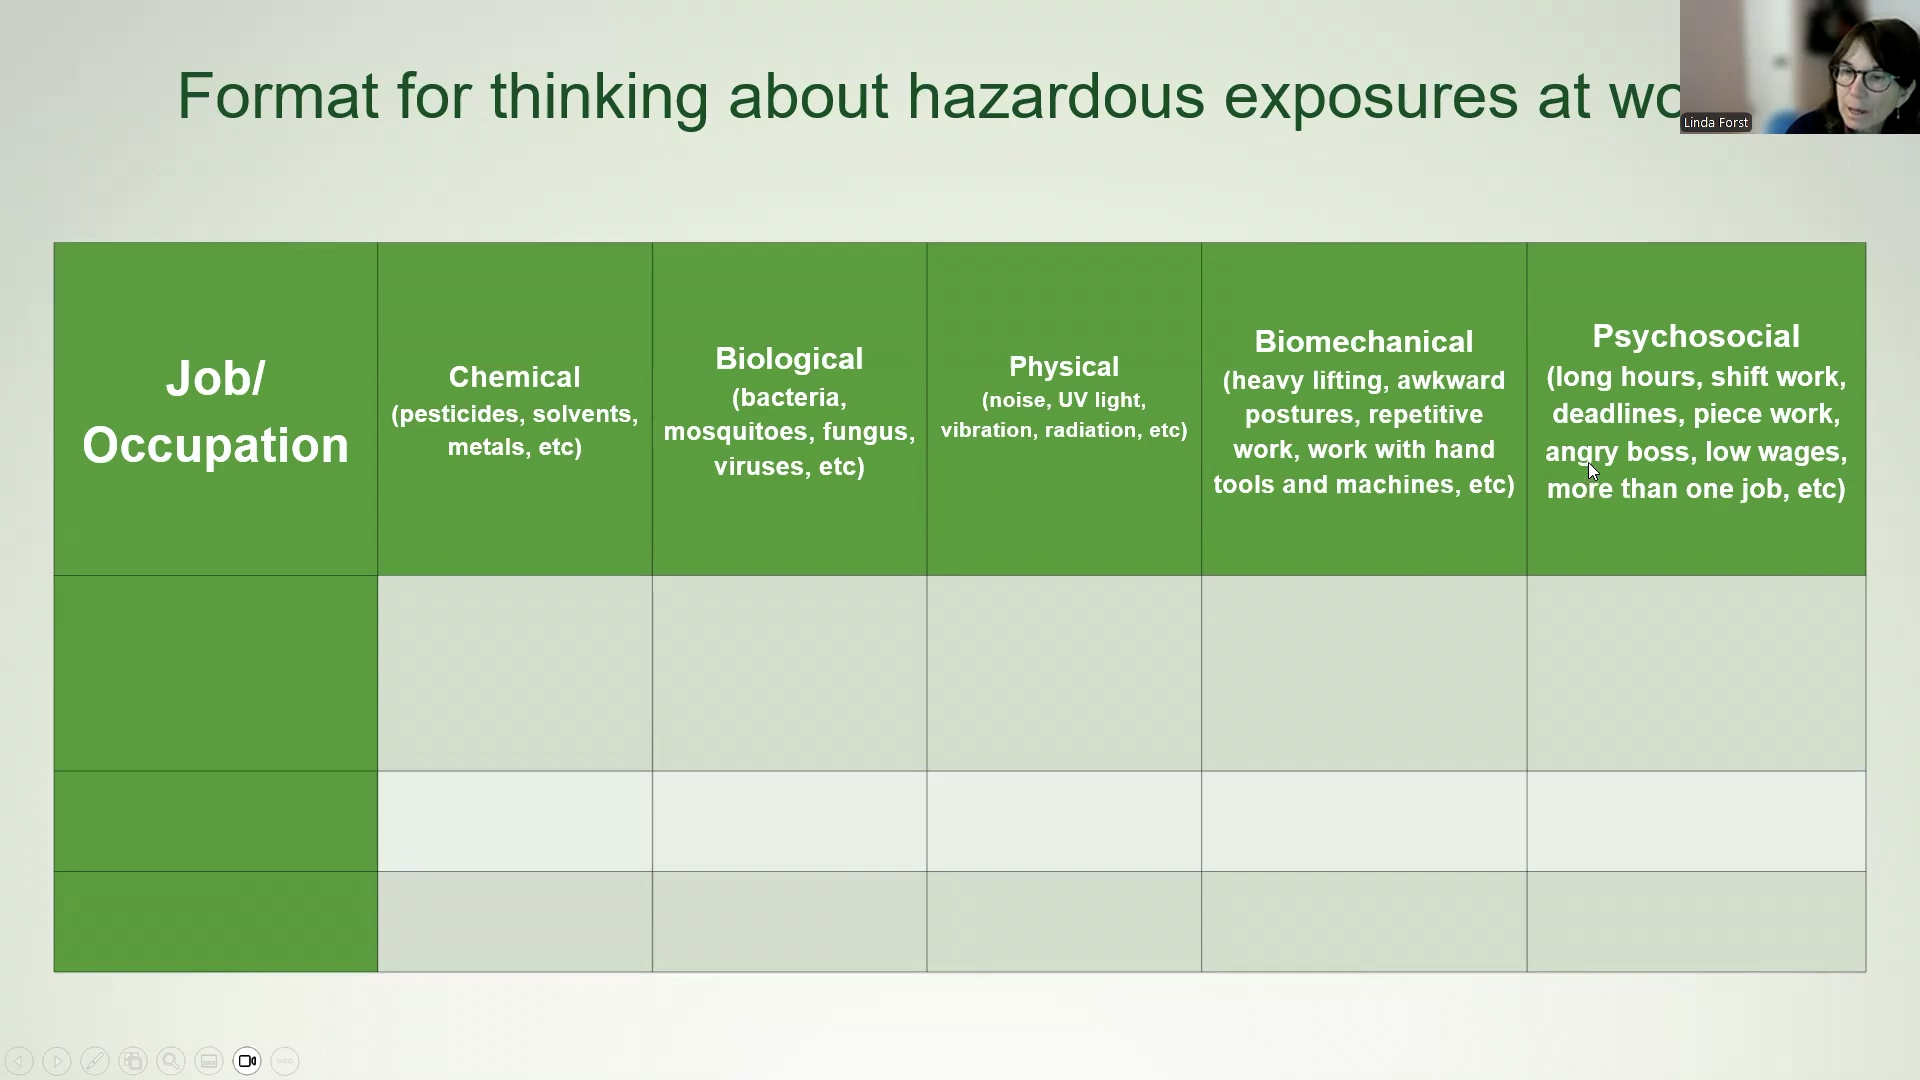 Format for thinking about hazardous exposures at wo
Linda Forst
Job/
Occupation
Chemical
(pesticides, solvents,
metals, etc)
Biological
(bacteria,
mosquitoes, fungus,
viruses, etc)
Physical
(noise, UV light,
vibration, radiation, etc)
Biomechanical
(heavy lifting, awkward
postures, repetitive
work, work with hand
tools and machines, etc)
Psychosocial
(long hours, shift work,
deadlines, piece work,
angry boss, low wages,
more than one job, etc)